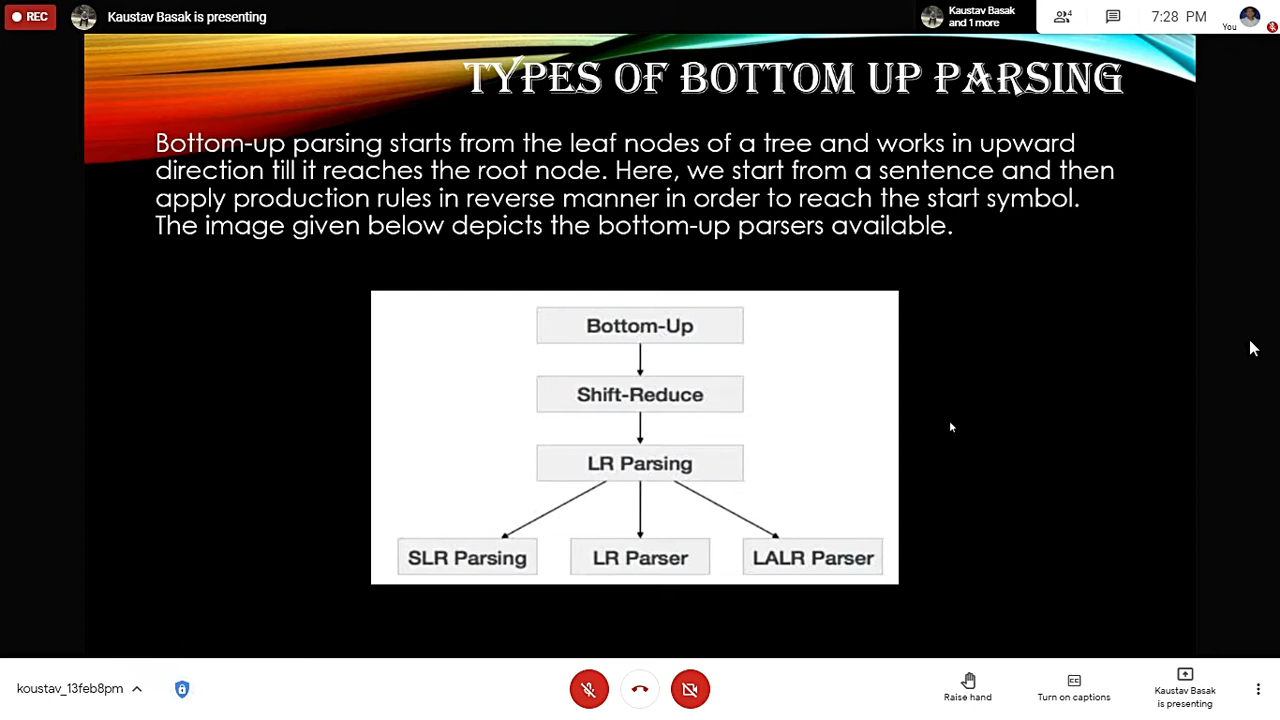 REC
Kaustav Basak is presenting
Kaustav Basak
and 1 more
4
7:28 PM
You
TYPES OF BOTTOM UP PARSING
Bottom-up parsing starts from the leaf nodes of a tree and works in upward
direction till it reaches the root node. Here, we start from a sentence and then
apply production rules in reverse manner in order to reach the start symbol.
The image given below depicts the bottom-up parsers available.
Bottom-Up
Shift-Reduce
LR Parsing
SLR Parsing
LR Parser
LALR Parser
koustav_13feb8pm
Raise hand
Turn on captions
Kaustav Basak
is presenting